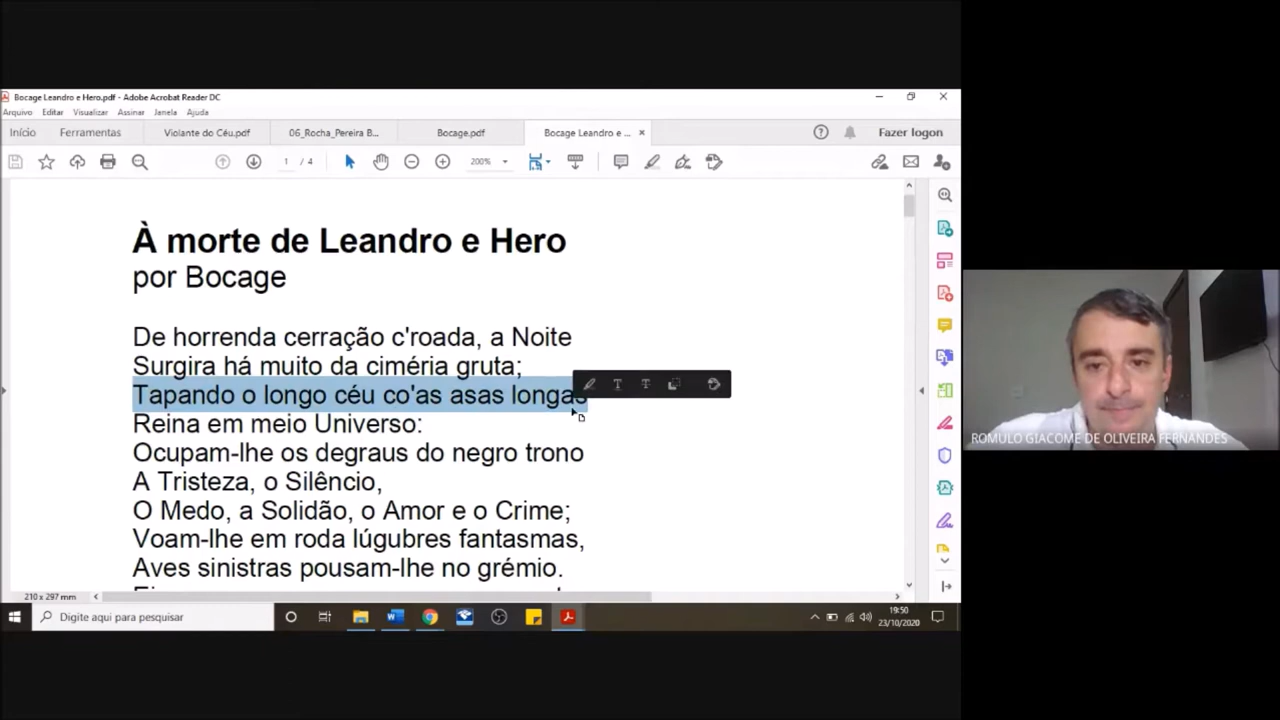 Bocage Leandro e Hero.pdf - Adobe Acrobat Reader DC
Arquivo Editar Visualizar Assinar Janela Ajuda
Início Ferramentas Violante do Céu.pdf 06_Rocha_Pereira B... Bocage.pdf Bocage Leandro e ... Fazer logon
1 / 4 200%
À morte de Leandro e Hero
por Bocage
De horrenda cerração c'roada, a Noite
Surgira há muito da ciméria gruta;
Tapando o longo céu co'as asas longas
Reina em meio Universo:
Ocupam-lhe os degraus do negro trono
A Tristeza, o Silêncio,
O Medo, a Solidão, o Amor e o Crime;
Voam-lhe em roda lúgubres fantasmas,
Aves sinistras pousam-lhe no grémio.
210 x 297 mm
Digite aqui para pesquisar
19:50
23/10/2020
ROMULO GIACOME DE OLIVEIRA FERNANDES